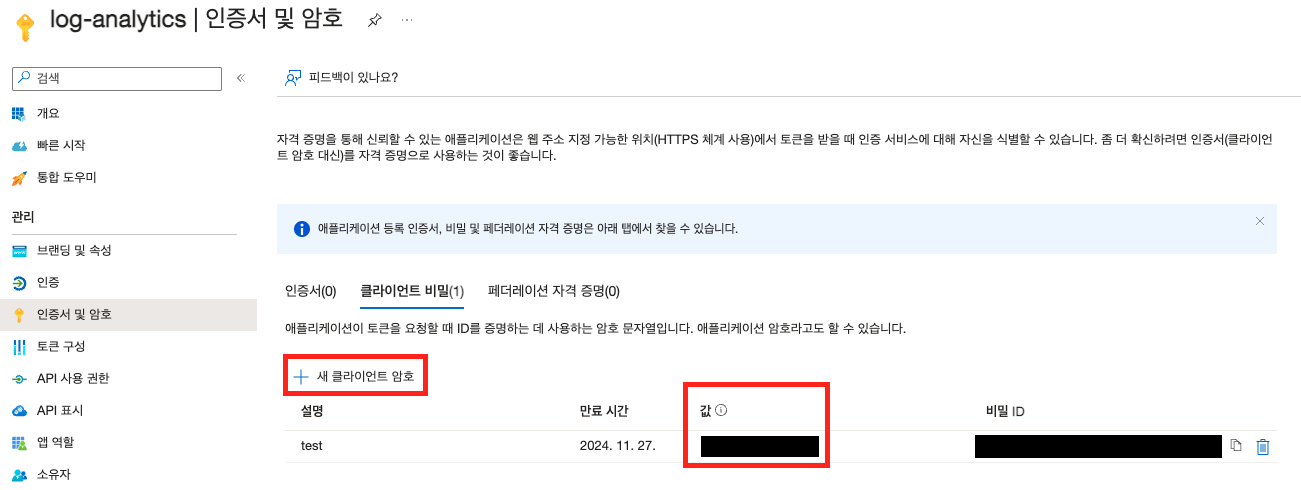 log-analytics | 인증서 및 암호
검색
피드백이 있나요?
개요
빠른 시작
통합 도우미
관리
브랜딩 및 속성
인증
인증서 및 암호
토큰 구성
API 사용 권한
API 표시
앱 역할
소유자
자격 증명을 통해 신뢰할 수 있는 애플리케이션은 웹 주소 지정 가능한 위치(HTTPS 체계 사용)에서 토큰을 받을 때 인증 서비스에 대해 자신을 식별할 수 있습니다. 좀 더 확신하려면 인증서(클라이언
트 암호 대신)를 자격 증명으로 사용하는 것이 좋습니다.
애플리케이션 등록 인증서, 비밀 및 페더레이션 자격 증명은 아래 탭에서 찾을 수 있습니다.
인증서(0) 클라이언트 비밀(1) 페더레이션 자격 증명(0)
애플리케이션이 토큰을 요청할 때 ID를 증명하는 데 사용하는 암호 문자열입니다. 애플리케이션 암호라고도 할 수 있습니다.
새 클라이언트 암호
설명 만료 시간 값 비밀 ID
test 2024. 11. 27.